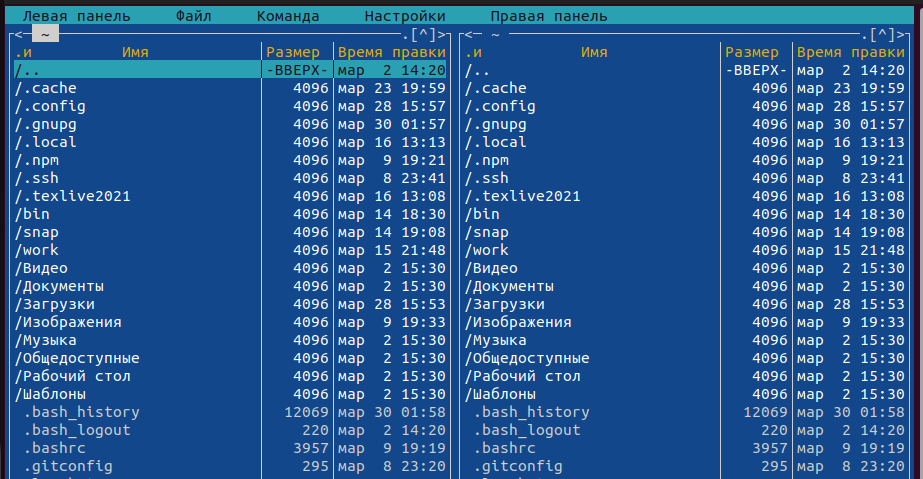 Левая панель Файл Команда Настройки Правая панель
<- ~ .[^]> <- ~ .[^]>
.и Имя Размер Время правки .и Имя Размер Время правки
/.. -ВВЕРХ- мар 2 14:20 /.. -ВВЕРХ- мар 2 14:20
/.cache 4096 мар 23 19:59 /.cache 4096 мар 23 19:59
/.config 4096 мар 28 15:57 /.config 4096 мар 28 15:57
/.gnupg 4096 мар 30 01:57 /.gnupg 4096 мар 30 01:57
/.local 4096 мар 16 13:13 /.local 4096 мар 16 13:13
/.npm 4096 мар 9 19:21 /.npm 4096 мар 9 19:21
/.ssh 4096 мар 8 23:41 /.ssh 4096 мар 8 23:41
/.texlive2021 4096 мар 16 13:08 /.texlive2021 4096 мар 16 13:08
/bin 4096 мар 14 18:30 /bin 4096 мар 14 18:30
/snap 4096 мар 14 19:08 /snap 4096 мар 14 19:08
/work 4096 мар 15 21:48 /work 4096 мар 15 21:48
/Видео 4096 мар 2 15:30 /Видео 4096 мар 2 15:30
/Документы 4096 мар 2 15:30 /Документы 4096 мар 2 15:30
/Загрузки 4096 мар 28 15:53 /Загрузки 4096 мар 28 15:53
/Изображения 4096 мар 9 19:33 /Изображения 4096 мар 9 19:33
/Музыка 4096 мар 2 15:30 /Музыка 4096 мар 2 15:30
/Общедоступные 4096 мар 2 15:30 /Общедоступные 4096 мар 2 15:30
/Рабочий стол 4096 мар 2 15:30 /Рабочий стол 4096 мар 2 15:30
/Шаблоны 4096 мар 2 15:30 /Шаблоны 4096 мар 2 15:30
.bash_history 12069 мар 30 01:58 .bash_history 12069 мар 30 01:58
.bash_logout 220 мар 2 14:20 .bash_logout 220 мар 2 14:20
.bashrc 3957 мар 9 19:19 .bashrc 3957 мар 9 19:19
.gitconfig 295 мар 8 23:20 .gitconfig 295 мар 8 23:20